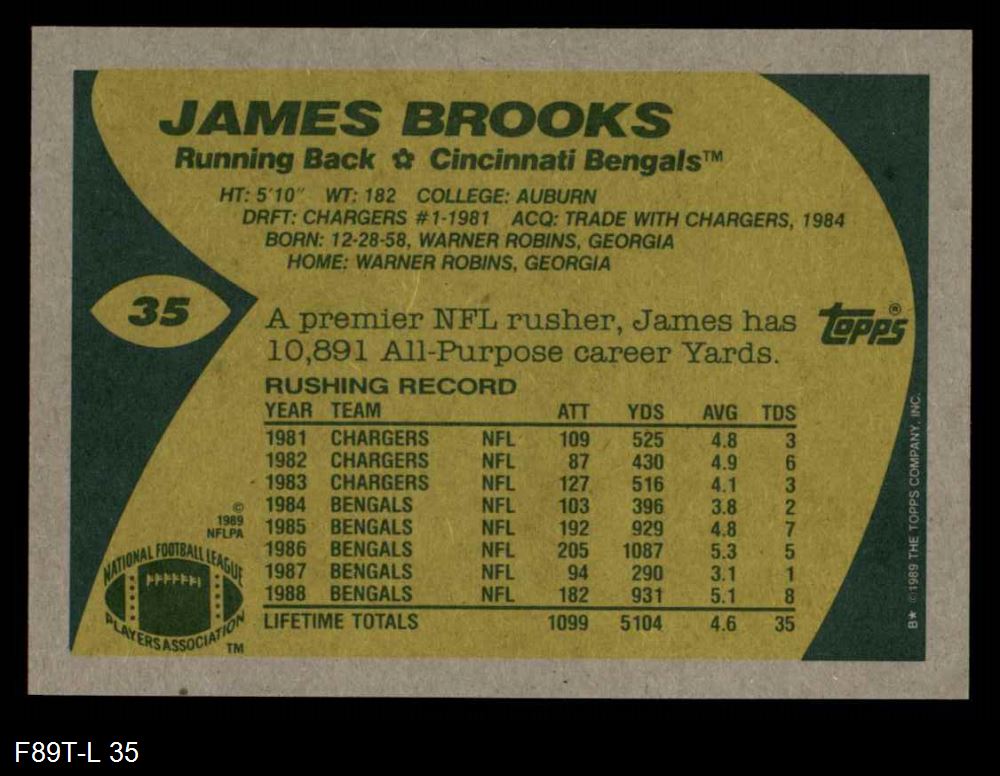 JAMES BROOKS
Running Back ✿ Cincinnati Bengals™
HT: 5'10" WT: 182 COLLEGE: AUBURN
DRFT: CHARGERS #1-1981 ACQ: TRADE WITH CHARGERS, 1984
BORN: 12-28-58, WARNER ROBINS, GEORGIA
HOME: WARNER ROBINS, GEORGIA
35
A premier NFL rusher, James has
10,891 All-Purpose career Yards.
topps®
RUSHING RECORD
YEAR TEAM ATT YDS AVG TDS
1981 CHARGERS NFL 109 525 4.8 3
1982 CHARGERS NFL 87 430 4.9 6
1983 CHARGERS NFL 127 516 4.1 3
1984 BENGALS NFL 103 396 3.8 2
1985 BENGALS NFL 192 929 4.8 7
1986 BENGALS NFL 205 1087 5.3 5
1987 BENGALS NFL 94 290 3.1 1
1988 BENGALS NFL 182 931 5.1 8
LIFETIME TOTALS 1099 5104 4.6 35
©
1989
NFLPA
NATIONAL FOOTBALL LEAGUE
PLAYERS ASSOCIATION
TM
B* ©1989 THE TOPPS COMPANY, INC.
F89T-L 35